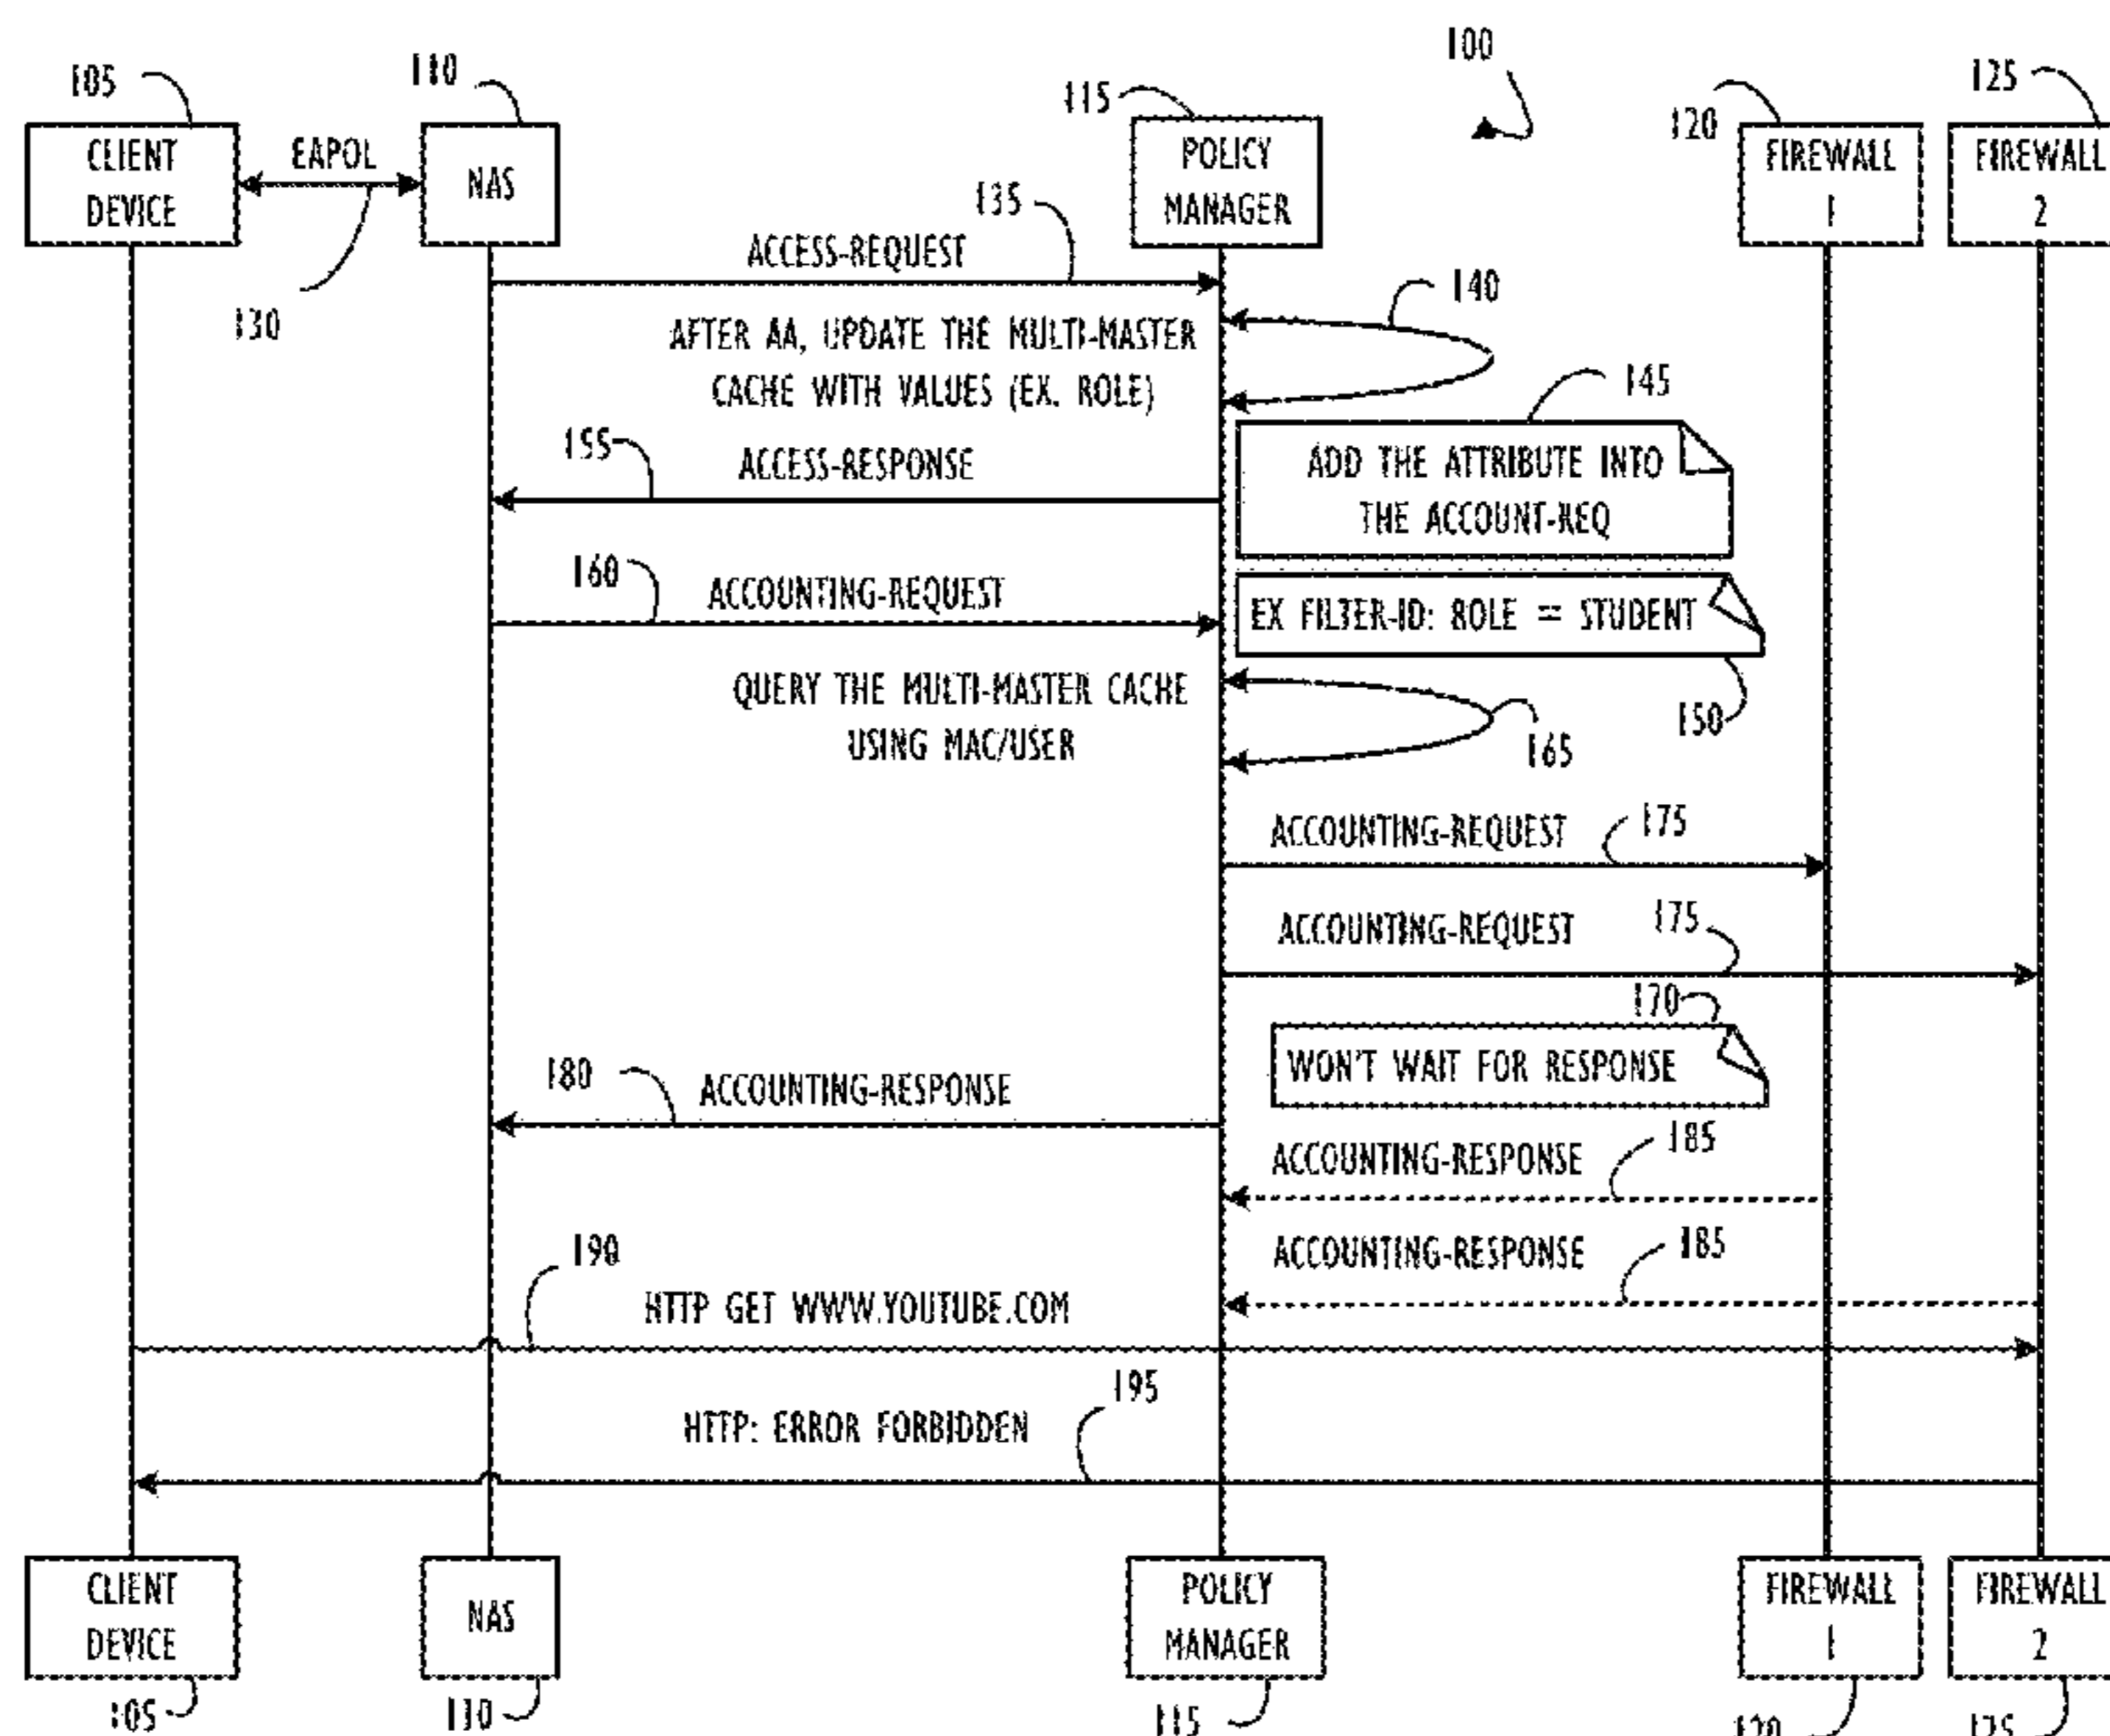 100
105
110
115
120
125
CLIENT
DEVICE
EAPOL
NAS
POLICY
MANAGER
FIREWALL
1
FIREWALL
2
130
135
ACCESS-REQUEST
140
AFTER AA, UPDATE THE MULTI-MASTER
CACHE WITH VALUES (EX. ROLE)
145
ADD THE ATTRIBUTE INTO
THE ACCOUNT-REQ
155
ACCESS-RESPONSE
160
ACCOUNTING-REQUEST
EX FILTER-ID: ROLE = STUDENT
150
QUERY THE MULTI-MASTER CACHE
USING MAC/USER
165
ACCOUNTING-REQUEST
175
ACCOUNTING-REQUEST
175
170
WON'T WAIT FOR RESPONSE
180
ACCOUNTING-RESPONSE
ACCOUNTING-RESPONSE
185
ACCOUNTING-RESPONSE
185
190
HTTP GET WWW.YOUTUBE.COM
195
HTTP: ERROR FORBIDDEN
CLIENT
DEVICE
NAS
POLICY
MANAGER
FIREWALL
1
FIREWALL
2
105
110
115
120
125